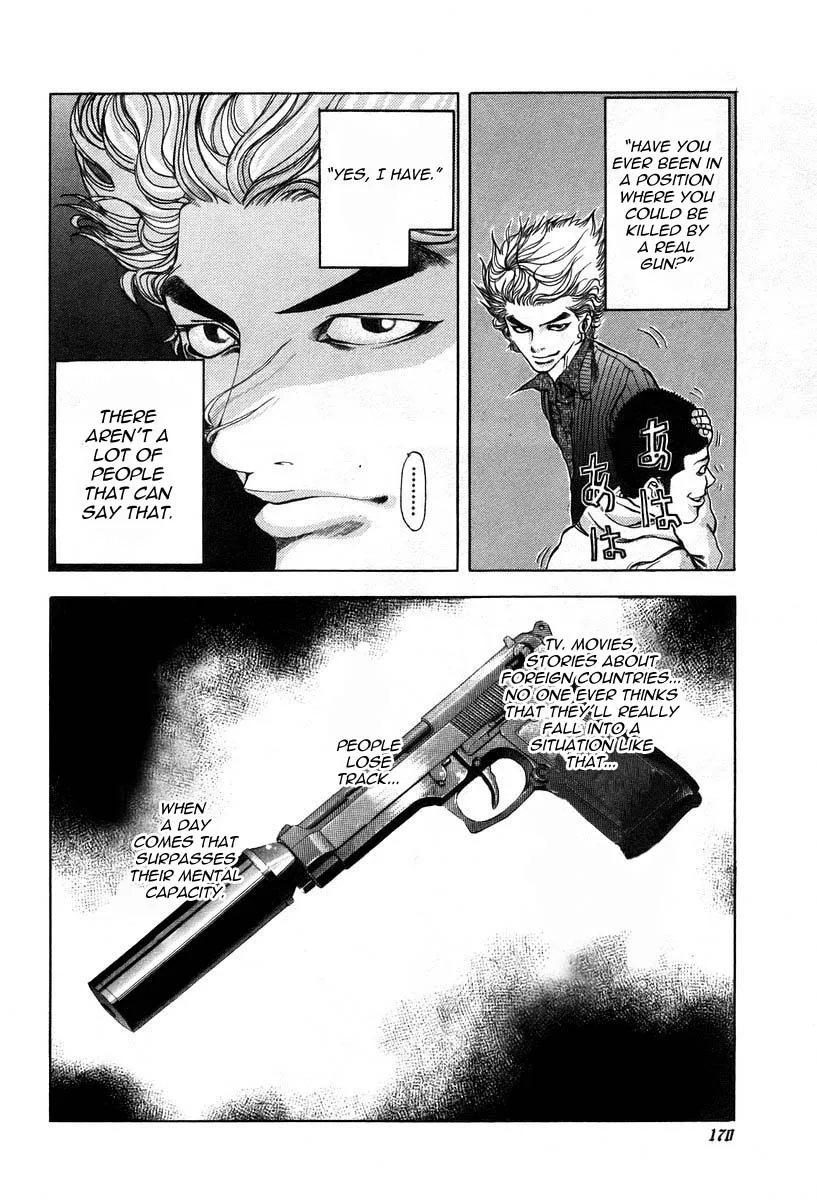 "HAVE YOU
EVER BEEN IN
A POSITION
WHERE YOU
COULD BE
KILLED BY
A REAL
GUN?"
あはは
あはは
"YES, I HAVE."
.........
THERE
AREN'T A
LOT OF
PEOPLE
THAT CAN
SAY THAT.
TV. MOVIES,
STORIES ABOUT
FOREIGN COUNTRIES...
NO ONE EVER THINKS
THAT THEY'LL REALLY
FALL INTO A
SITUATION LIKE
THAT...
PEOPLE
LOSE
TRACK...
WHEN
A DAY
COMES THAT
SURPASSES
THEIR MENTAL
CAPACITY.
170